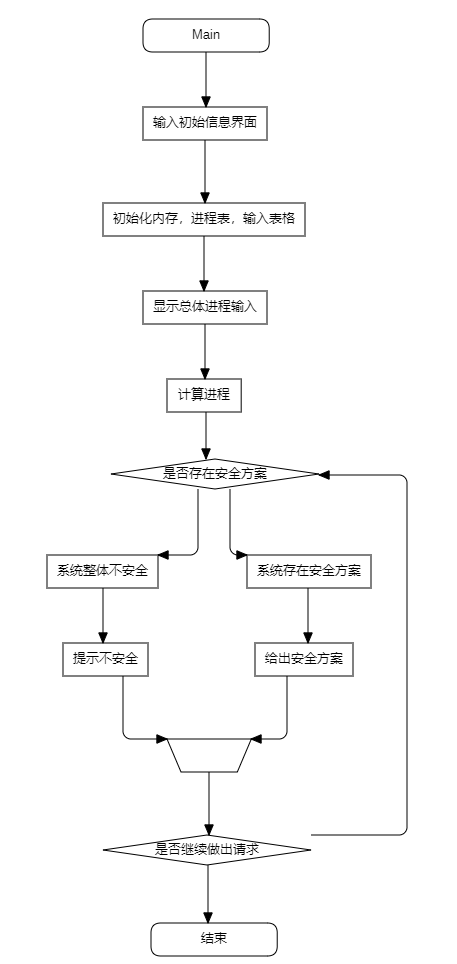 Main
输入初始信息界面
初始化内存，进程表，输入表格
显示总体进程输入
计算进程
是否存在安全方案
系统整体不安全
系统存在安全方案
提示不安全
给出安全方案
是否继续做出请求
结束